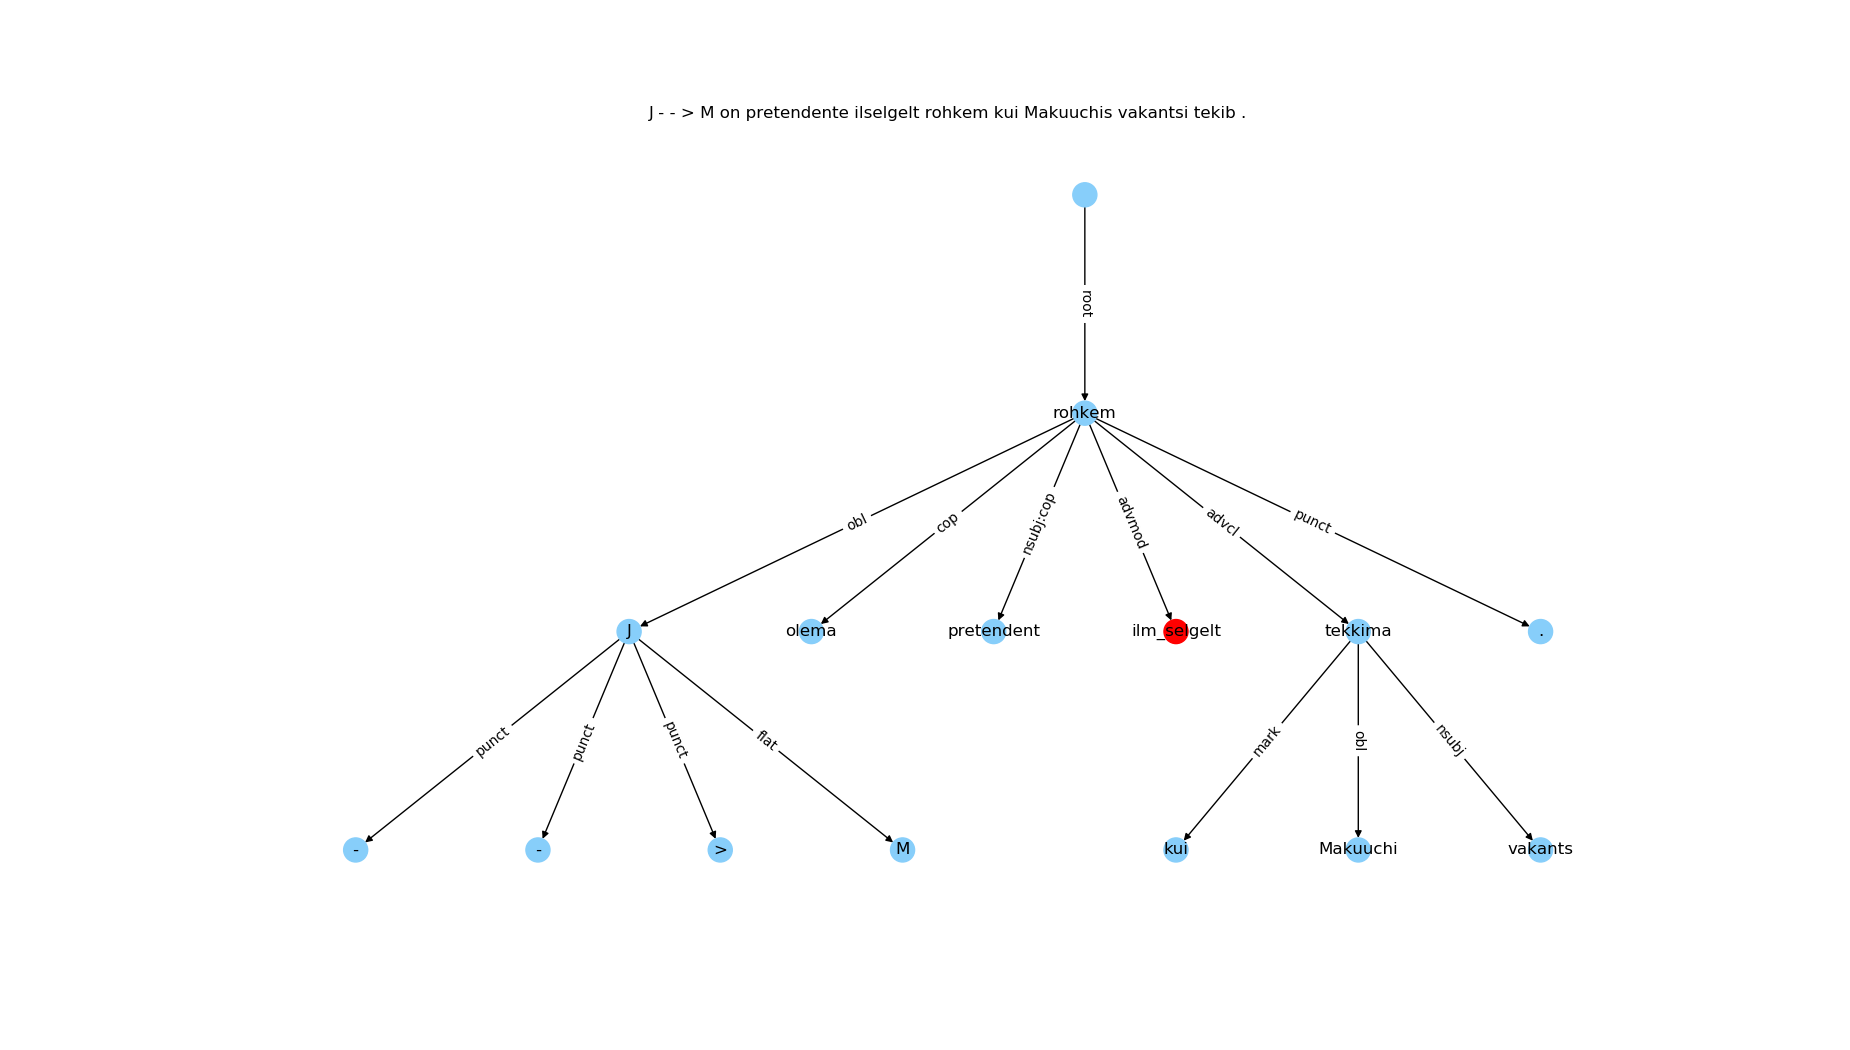 J - - > M on pretendente ilselgelt rohkem kui Makuuchis vakantsi tekib .
root
rohkem
obl
cop
nsubj:cop
advmod
advcl
punct
J
olema
pretendent
ilm_selgelt
tekkima
.
punct
punct
punct
flat
mark
obl
nsubj
-
-
>
M
kui
Makuuchi
vakants